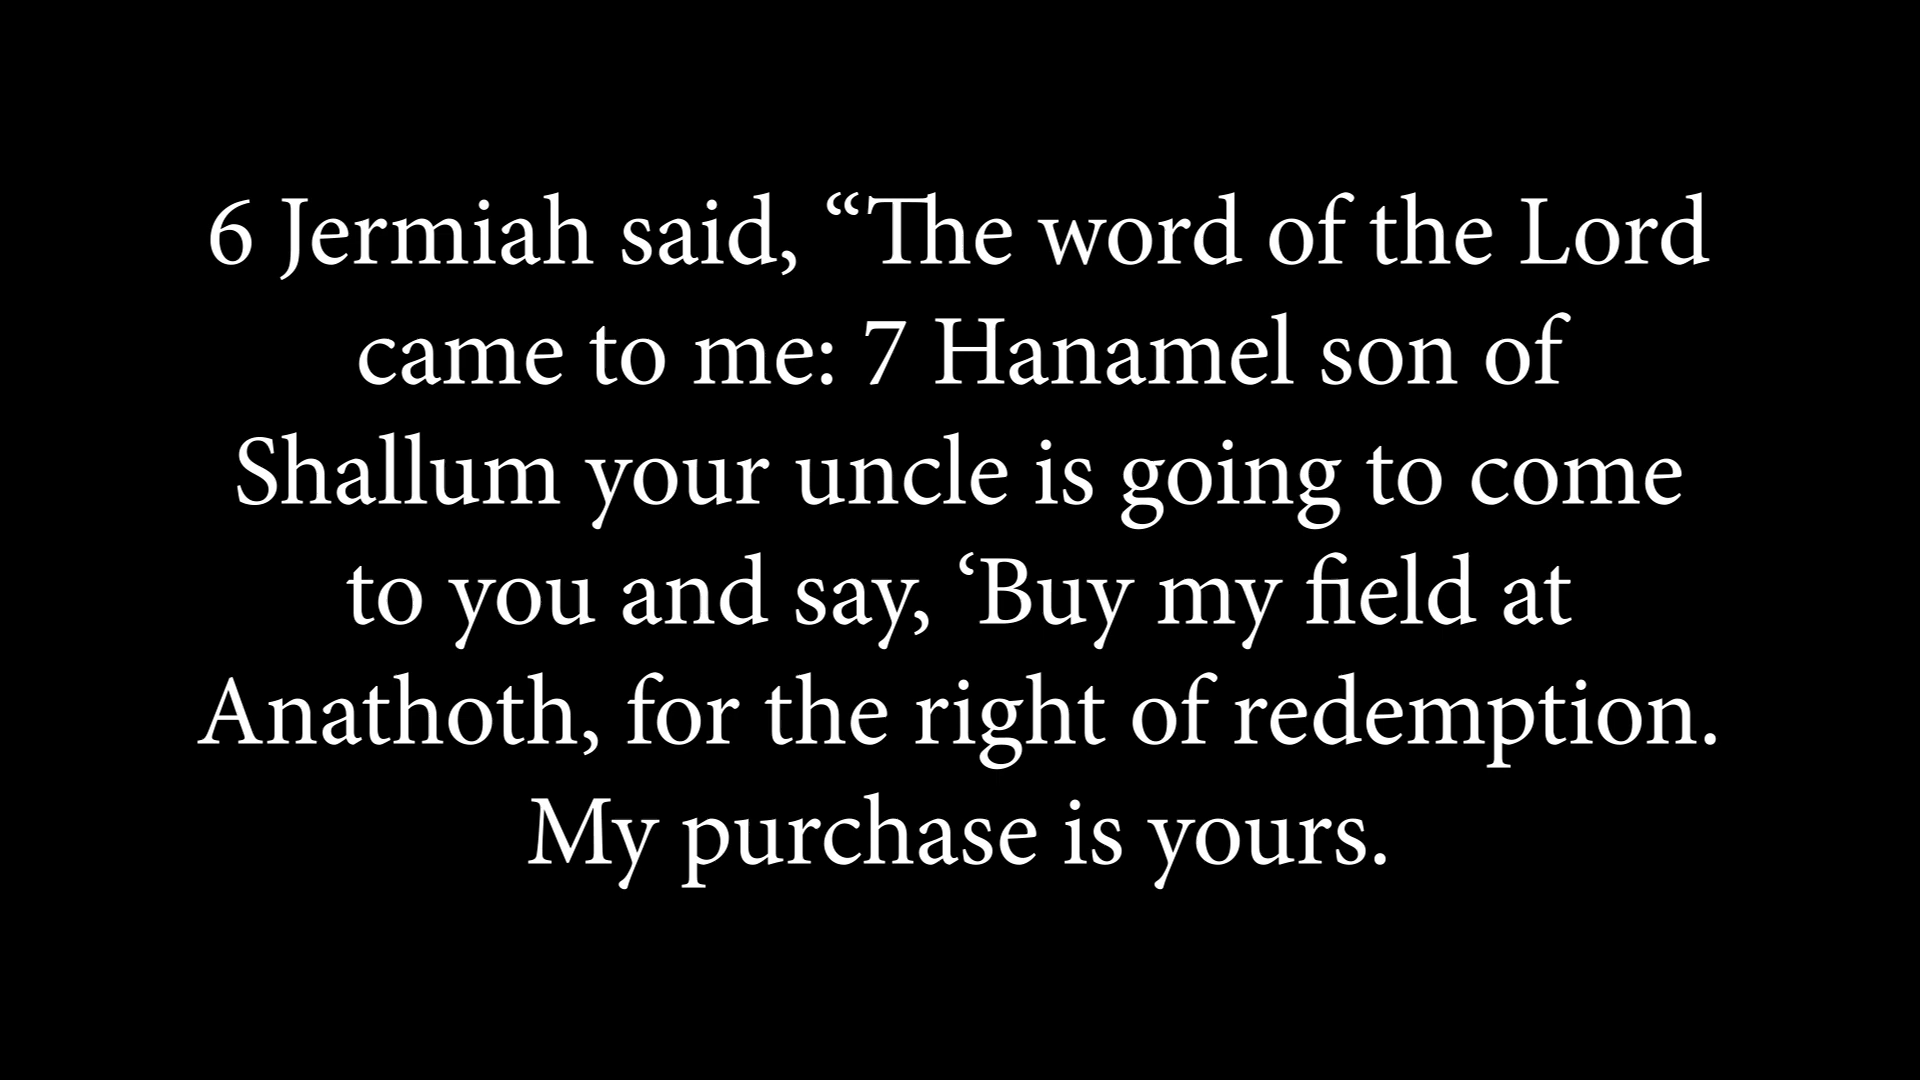 6 Jermiah said, “The word of the Lord
came to me: 7 Hanamel son of
Shallum your uncle is going to come
to you and say, ‘Buy my field at
Anathoth, for the right of redemption.
My purchase is yours.